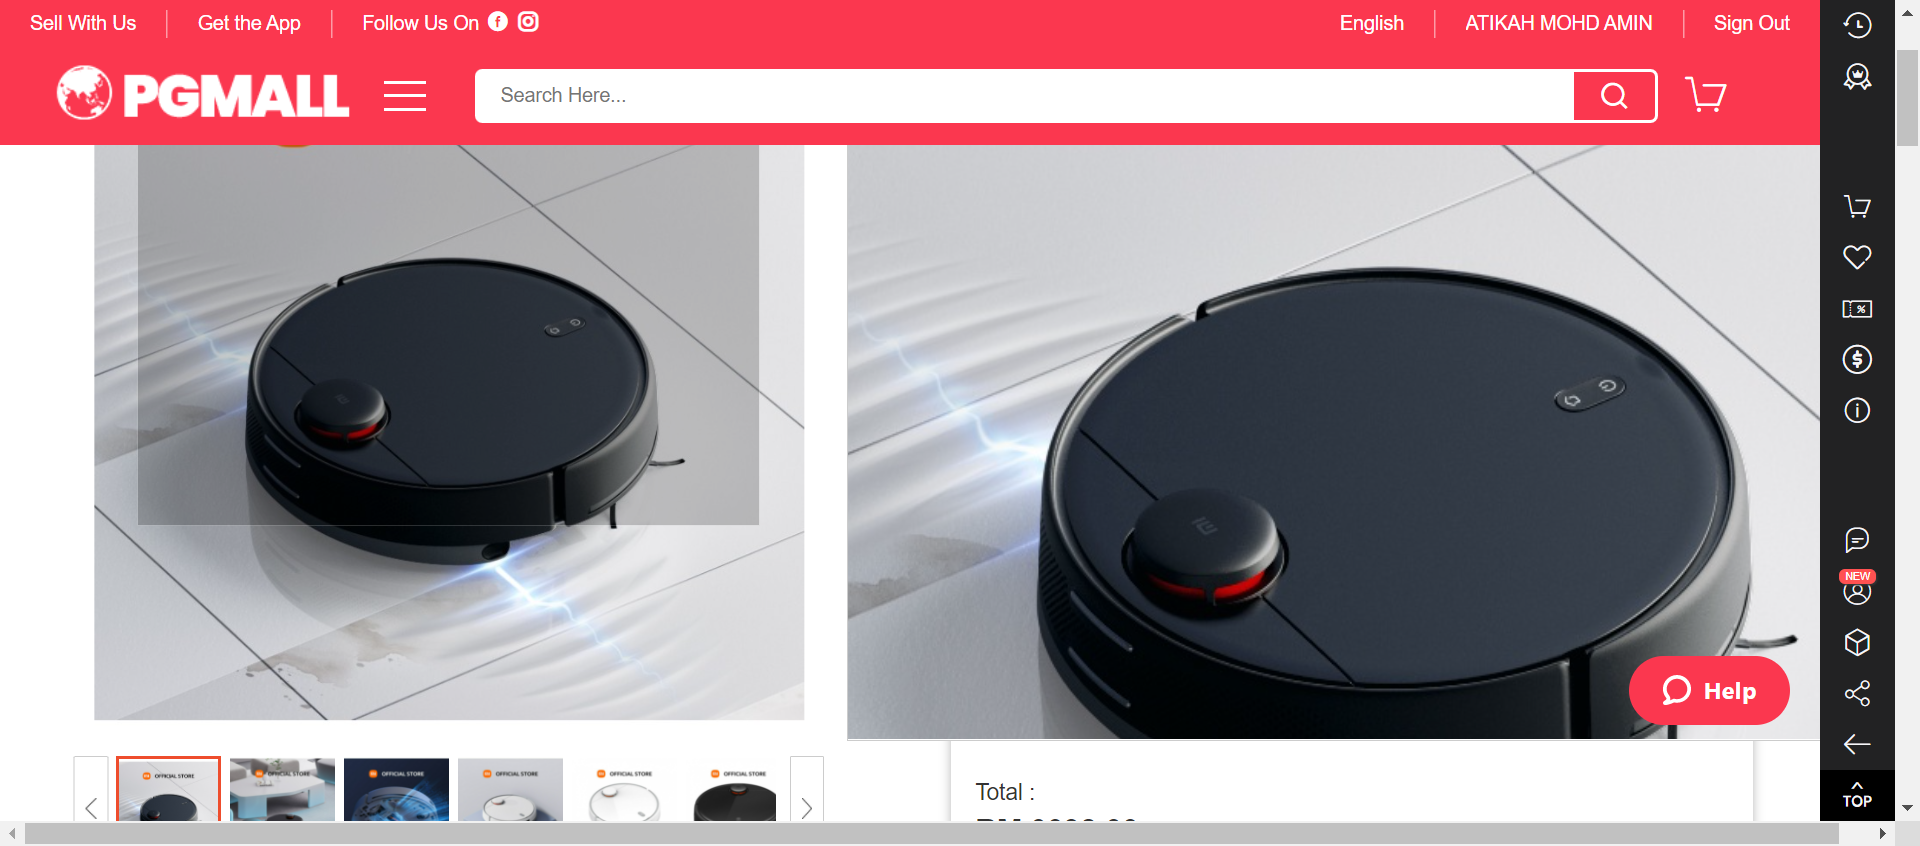 Sell With Us
Get the App
Follow Us On
English
ATIKAH MOHD AMIN
Sign Out
PGMALL
Search Here...
NEW
Help
TOP
OFFICIAL STORE
OFFICIAL STORE
OFFICIAL STORE
OFFICIAL STORE
OFFICIAL STORE
OFFICIAL STORE
Total :